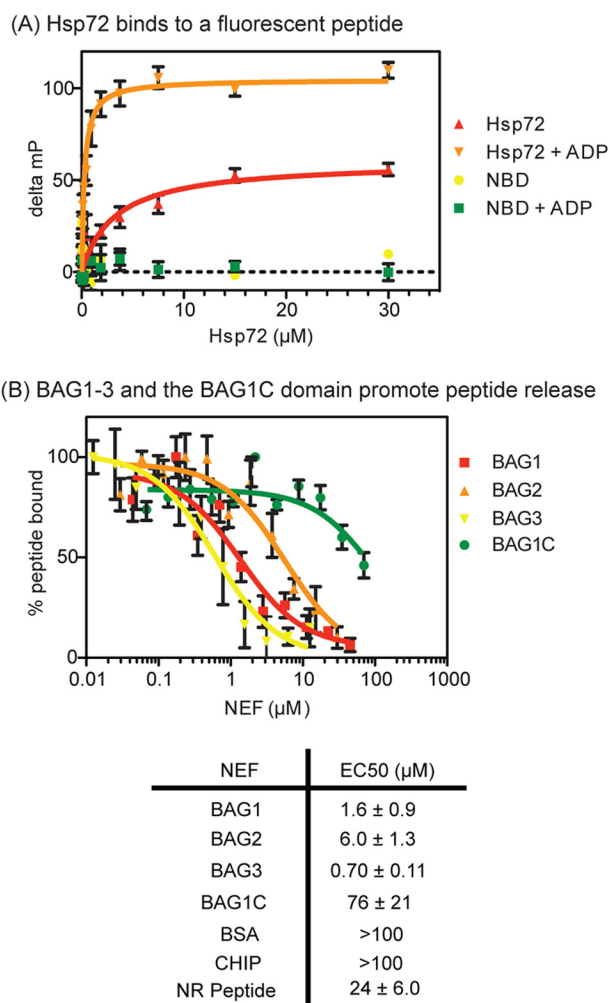 (A) Hsp72 binds to a fluorescent peptide
100
50
0
delta mP
0
10
20
30
Hsp72 (µM)
Hsp72
Hsp72 + ADP
NBD
NBD + ADP
(B) BAG1-3 and the BAG1C domain promote peptide release
100
50
0
% peptide bound
0.01
0.1
1
10
100
1000
NEF (µM)
BAG1
BAG2
BAG3
BAG1C
NEF EC50 (µM)
BAG1 1.6 ± 0.9
BAG2 6.0 ± 1.3
BAG3 0.70 ± 0.11
BAG1C 76 ± 21
BSA >100
CHIP >100
NR Peptide 24 ± 6.0